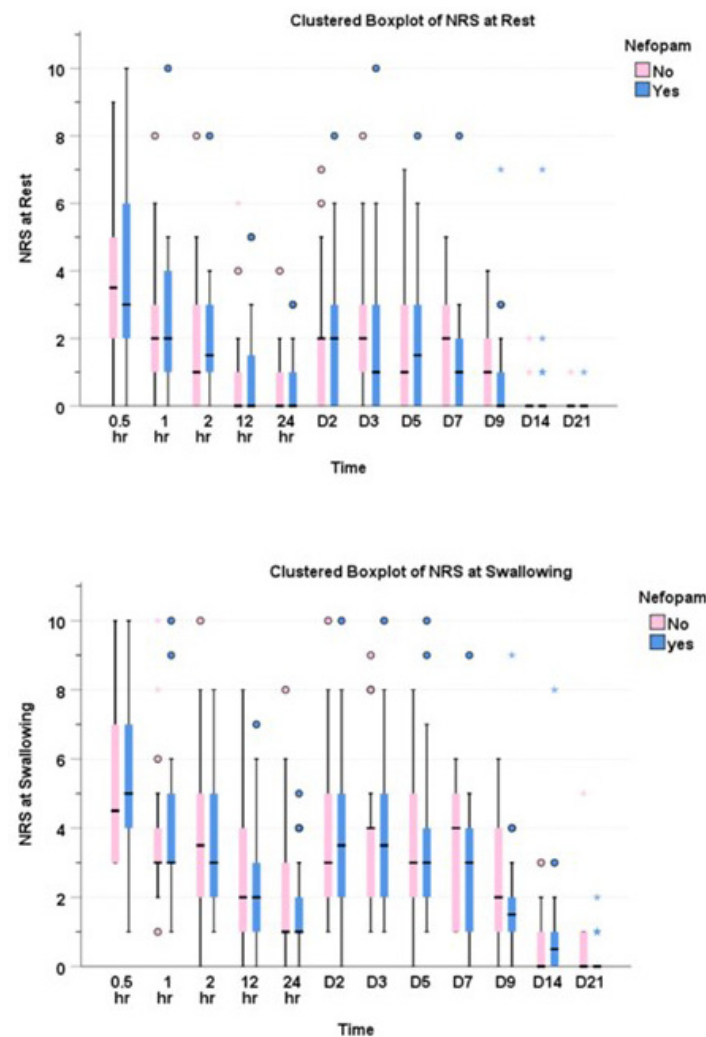 Clustered Boxplot of NRS at Rest
Nefopam
No
Yes
NRS at Rest
10
8
6
4
2
0
0.5 hr
1 hr
2 hr
12 hr
24 hr
D2
D3
D5
D7
D9
D14
D21
Time
Clustered Boxplot of NRS at Swallowing
Nefopam
No
yes
NRS at Swallowing
10
8
6
4
2
0
0.5 hr
1 hr
2 hr
12 hr
24 hr
D2
D3
D5
D7
D9
D14
D21
Time